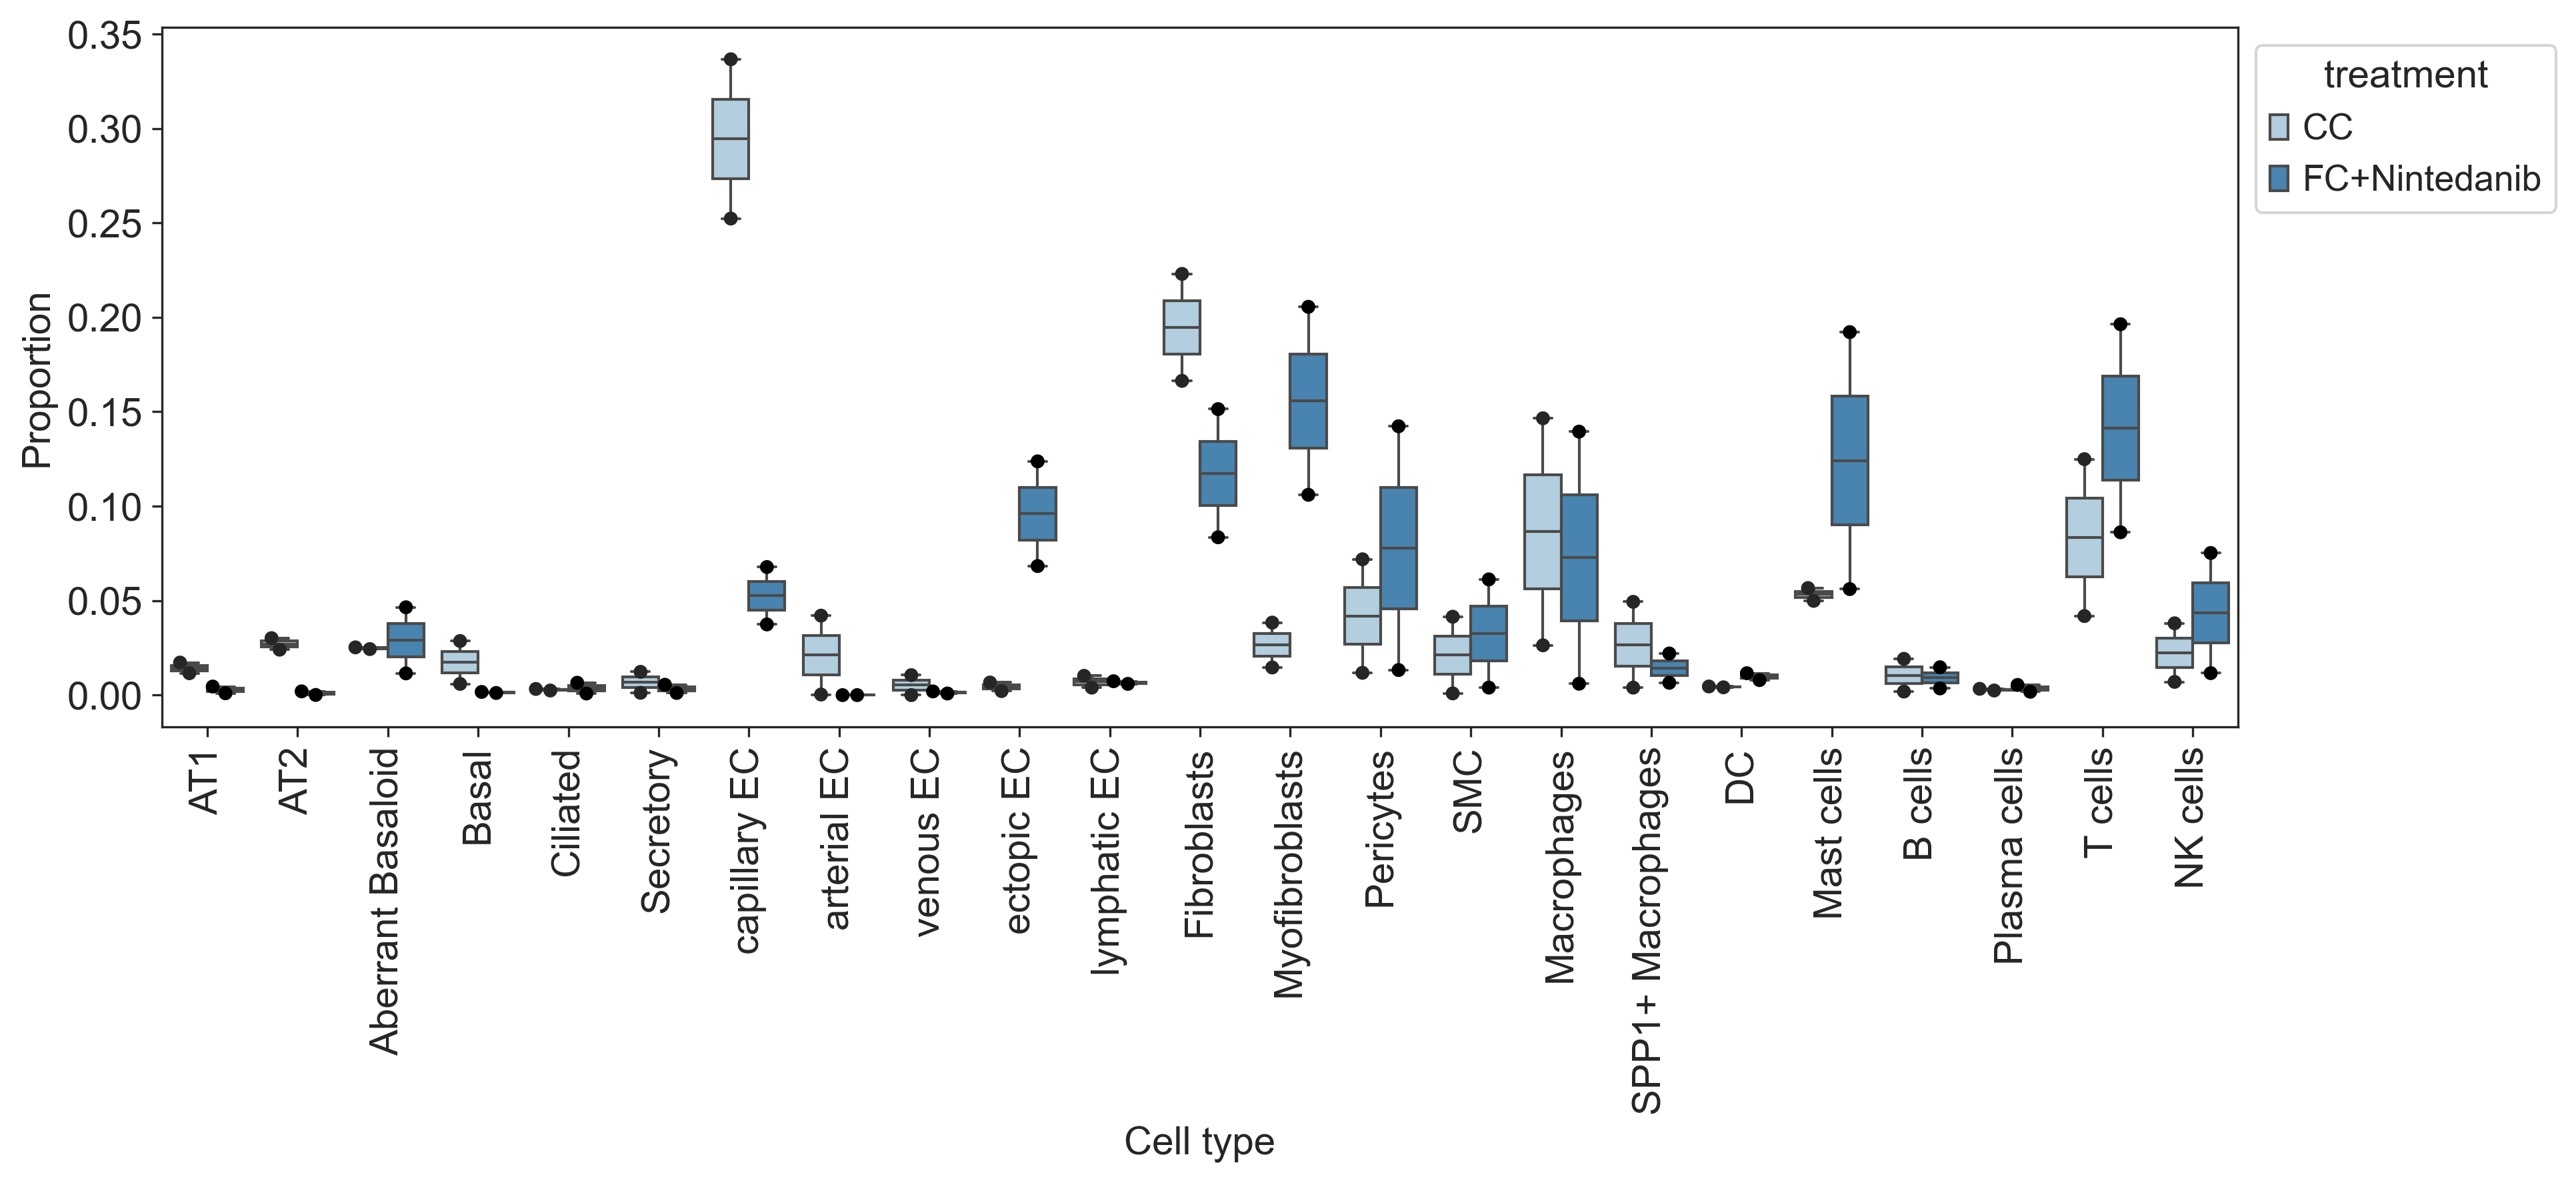 0.35
0.30
0.25
0.20
0.15
0.10
0.05
0.00
Proportion
AT1
AT2
Aberrant Basaloid
Basal
Ciliated
Secretory
capillary EC
arterial EC
venous EC
ectopic EC
lymphatic EC
Fibroblasts
Myofibroblasts
Pericytes
SMC
Macrophages
SPP1+ Macrophages
DC
Mast cells
B cells
Plasma cells
T cells
NK cells
Cell type
treatment
CC
FC+Nintedanib